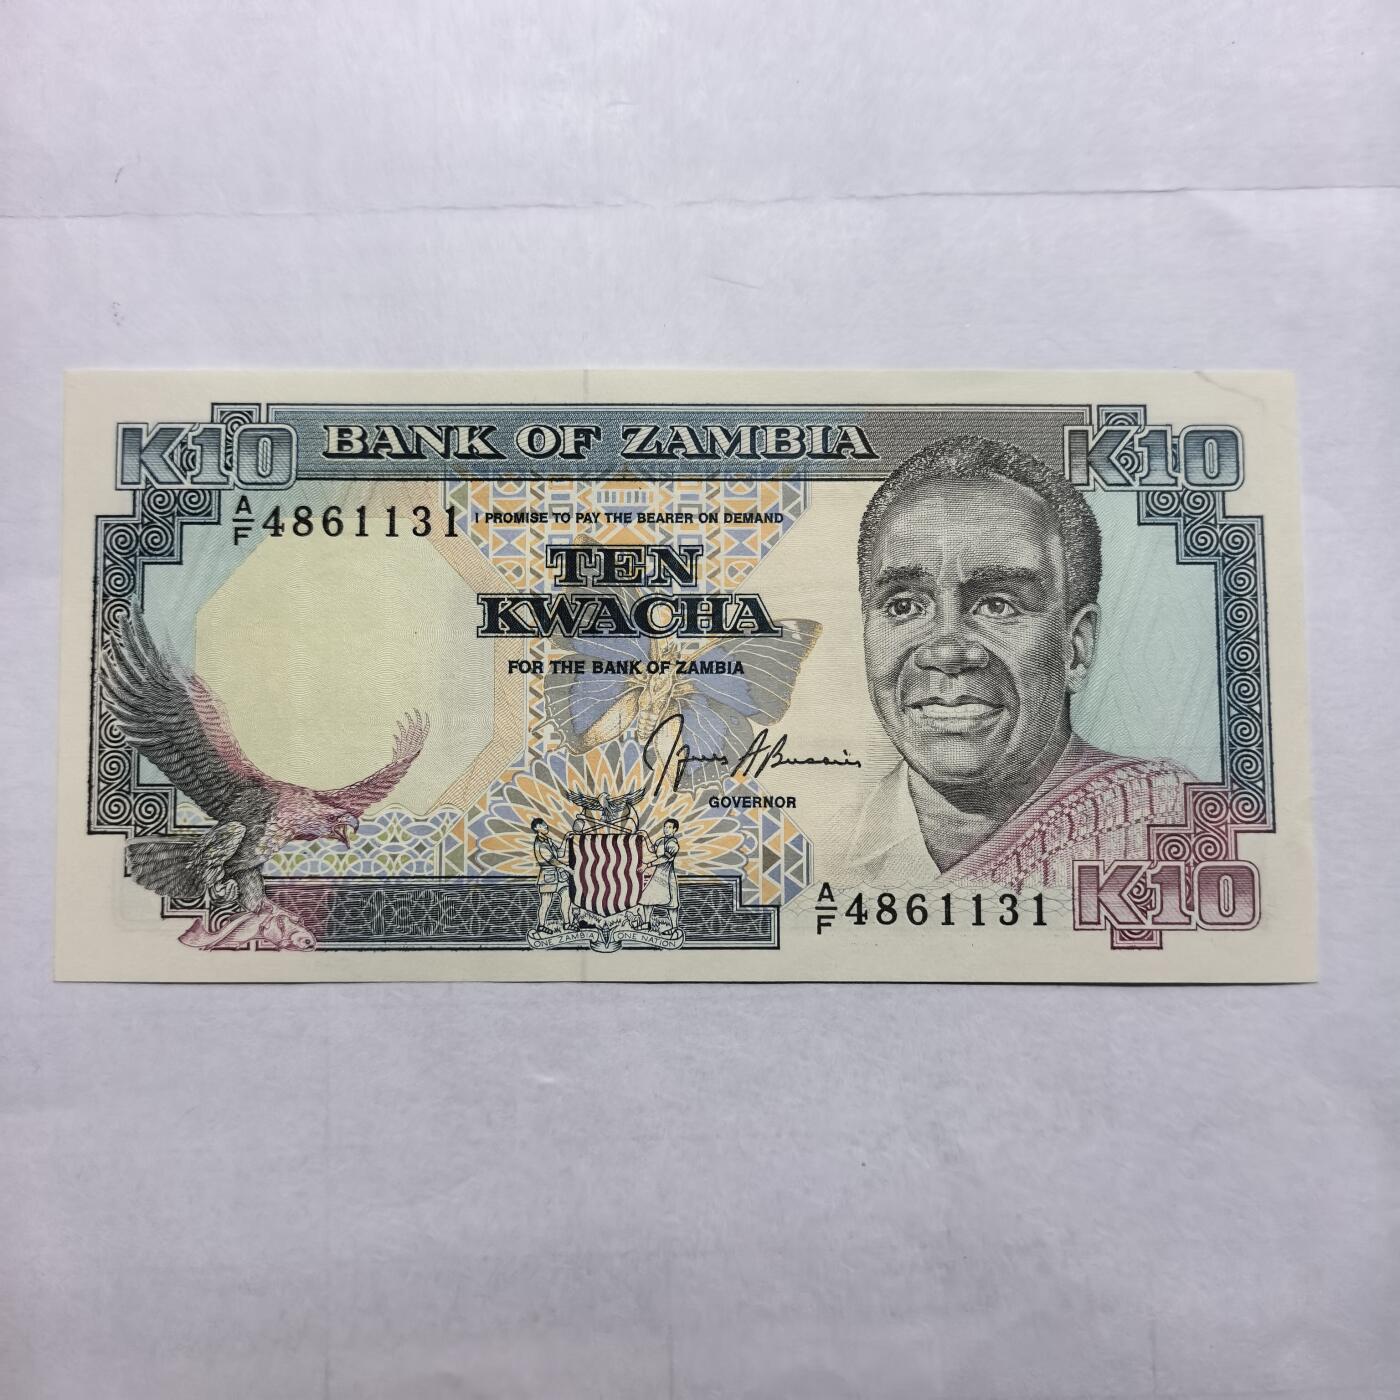 K10 BANK OF ZAMBIA K10
A/F 4861131
I PROMISE TO PAY THE BEARER ON DEMAND
TEN
KWACHA
FOR THE BANK OF ZAMBIA
GOVERNOR
A/F 4861131 K10
ONE ZAMBIA ONE NATION